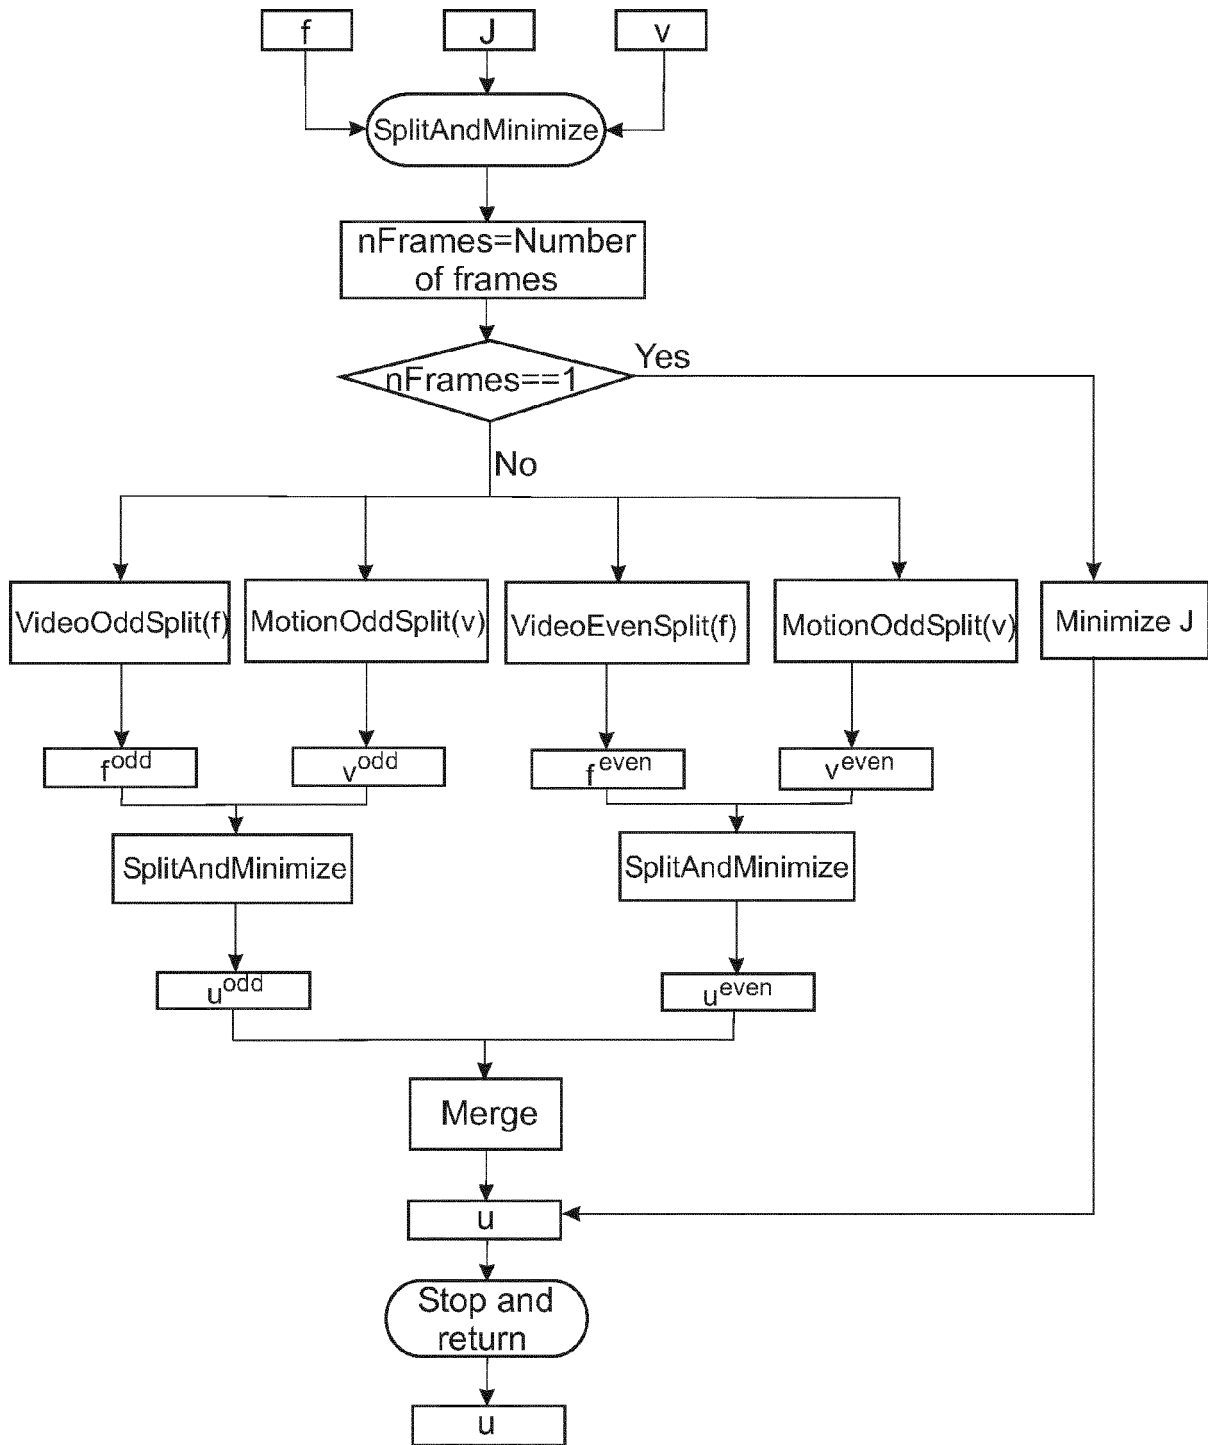 f
J
v
SplitAndMinimize
nFrames=Number
of frames
nFrames==1
Yes
No
VideoOddSplit(f)
MotionOddSplit(v)
VideoEvenSplit(f)
MotionOddSplit(v)
Minimize J
f^odd
v^odd
f^even
v^even
SplitAndMinimize
SplitAndMinimize
u^odd
u^even
Merge
u
Stop and
return
u